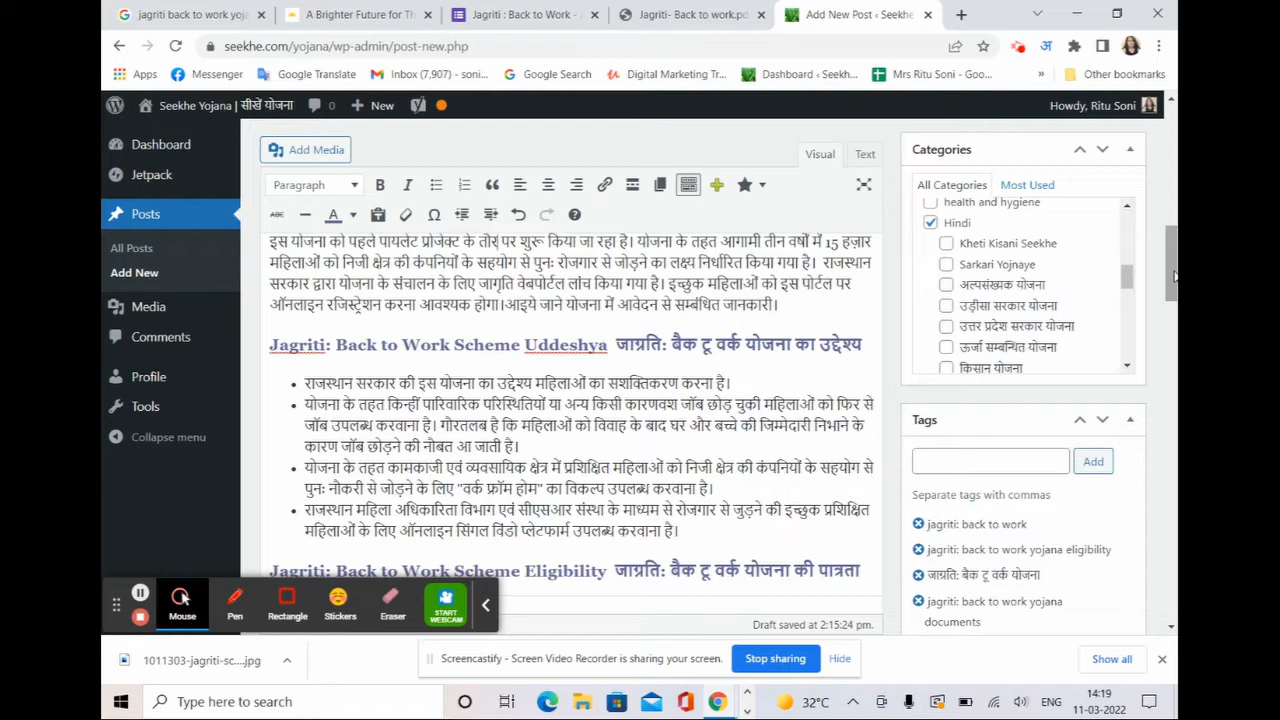 jagriti back to work yoja
A Brighter Future for Th
Jagriti : Back to Work -
Jagriti- Back to work.pd
Add New Post ‹ Seekhe
seekhe.com/yojana/wp-admin/post-new.php
Apps
Messenger
Google Translate
Inbox (7,907) - soni...
Google Search
Digital Marketing Tr...
Dashboard ‹ Seekh...
Mrs Ritu Soni - Goo...
»
Other bookmarks
Seekhe Yojana | सीखें योजना
0
New
Howdy, Ritu Soni
Dashboard
Jetpack
Posts
All Posts
Add New
Media
Comments
Profile
Tools
Collapse menu
Add Media
Visual
Text
Paragraph
B
I
ABC
A
Ω
इस योजना को पहले पायलेट प्रोजेक्ट के तोर पर शुरू किया जा रहा है। योजना के तहत आगामी तीन वर्षों में 15 हज़ार
महिलाओं को निजी क्षेत्र की कंपनियों के सहयोग से पुनः रोजगार से जोड़ने का लक्ष्य निर्धारित किया गया है। राजस्थान
सरकार द्वारा योजना के संचालन के लिए जागृति वेबपोर्टल लांच किया गया है। इच्छुक महिलाओं को इस पोर्टल पर
ऑनलाइन रजिस्ट्रेशन करना आवश्यक होगा।आइये जाने योजना में आवेदन से सम्बंधित जानकारी।
Jagriti: Back to Work Scheme Uddeshya जाग्रति: बैक टू वर्क योजना का उद्देश्य
राजस्थान सरकार की इस योजना का उद्देश्य महिलाओं का सशक्तिकरण करना है।
योजना के तहत किन्हीं पारिवारिक परिस्थितियों या अन्य किसी कारणवश जॉब छोड़ चुकी महिलाओं को फिर से
जॉब उपलब्ध करवाना है। गौरतलब है कि महिलाओं को विवाह के बाद घर और बच्चे की जिम्मेदारी निभाने के
कारण जॉब छोड़ने की नौबत आ जाती है।
योजना के तहत कामकाजी एवं व्यवसायिक क्षेत्र में प्रशिक्षित महिलाओं को निजी क्षेत्र की कंपनियों के सहयोग से
पुनः नौकरी से जोड़ने के लिए "वर्क फ्रॉम होम" का विकल्प उपलब्ध करवाना है।
राजस्थान महिला अधिकारिता विभाग एवं सीएसआर संस्था के माध्यम से रोजगार से जुड़ने की इच्छुक प्रशिक्षित
महिलाओं के लिए ऑनलाइन सिंगल विंडो प्लेटफार्म उपलब्ध करवाना है।
Jagriti: Back to Work Scheme Eligibility जाग्रति: बैक टू वर्क योजना की पात्रता
Draft saved at 2:15:24 pm.
Categories
All Categories
Most Used
health and hygiene
Hindi
Kheti Kisani Seekhe
Sarkari Yojnaye
अल्पसंख्यक योजना
उड़ीसा सरकार योजना
उत्तर प्रदेश सरकार योजना
ऊर्जा सम्बन्धित योजना
किसान योजना
Tags
Add
Separate tags with commas
jagriti: back to work
jagriti: back to work yojana eligibility
जाग्रति: बैक टू वर्क योजना
jagriti: back to work yojana
documents
Mouse
Pen
Rectangle
Stickers
Eraser
START
WEBCAM
1011303-jagriti-sc....jpg
Screencastify - Screen Video Recorder is sharing your screen.
Stop sharing
Hide
Show all
Type here to search
32°C
ENG
14:19
11-03-2022